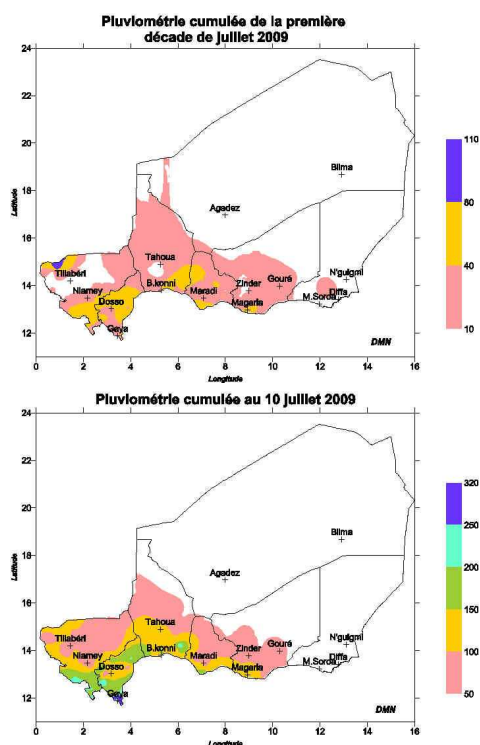 Pluviométrie cumulée de la première
décade de juillet 2009
24
22
20
18
16
14
12
Latitude
Bilma
Agadez
Tahoua
Tillabéri
B.konni
Zinder
Gouré
N'guigmi
Niamey
Dosso
Maradi
Magaria
M.Soroa
Diffa
Gaya
DMN
0 2 4 6 8 10 12 14 16
Longitude
110
80
40
10
Pluviométrie cumulée au 10 juillet 2009
24
22
20
18
16
14
12
Latitude
Bilma
Agadez
Tahoua
Tillabéri
B.konni
Zinder
Gouré
N'guigmi
Niamey
Dosso
Maradi
Magaria
M.Soroa
Diffa
Gaya
DMN
0 2 4 6 8 10 12 14 16
Longitude
320
250
150
100
50